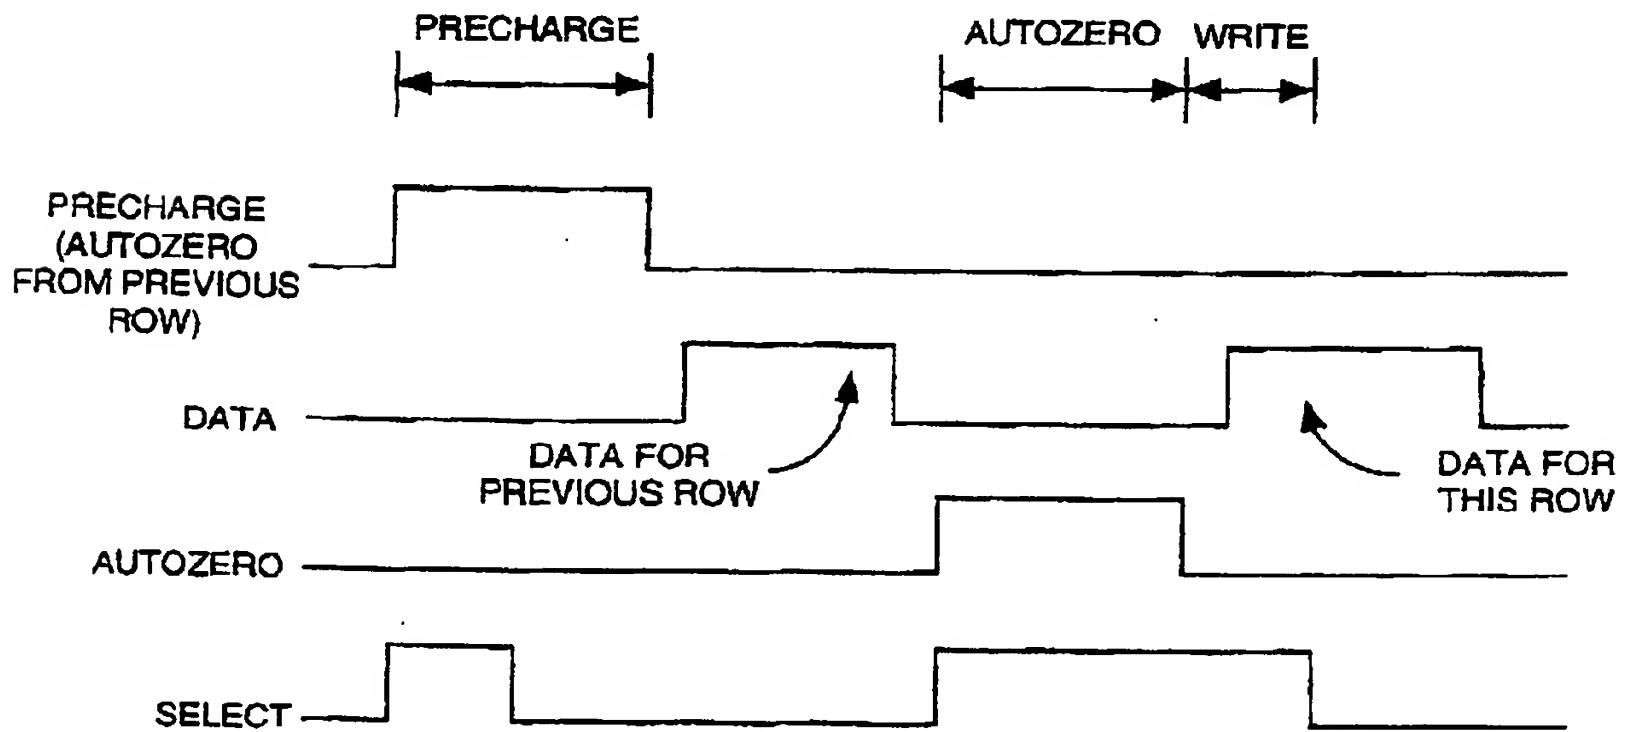 PRECHARGE
AUTOZERO WRITE
PRECHARGE
(AUTOZERO
FROM PREVIOUS
ROW)
DATA
DATA FOR
PREVIOUS ROW
DATA FOR
THIS ROW
AUTOZERO
SELECT